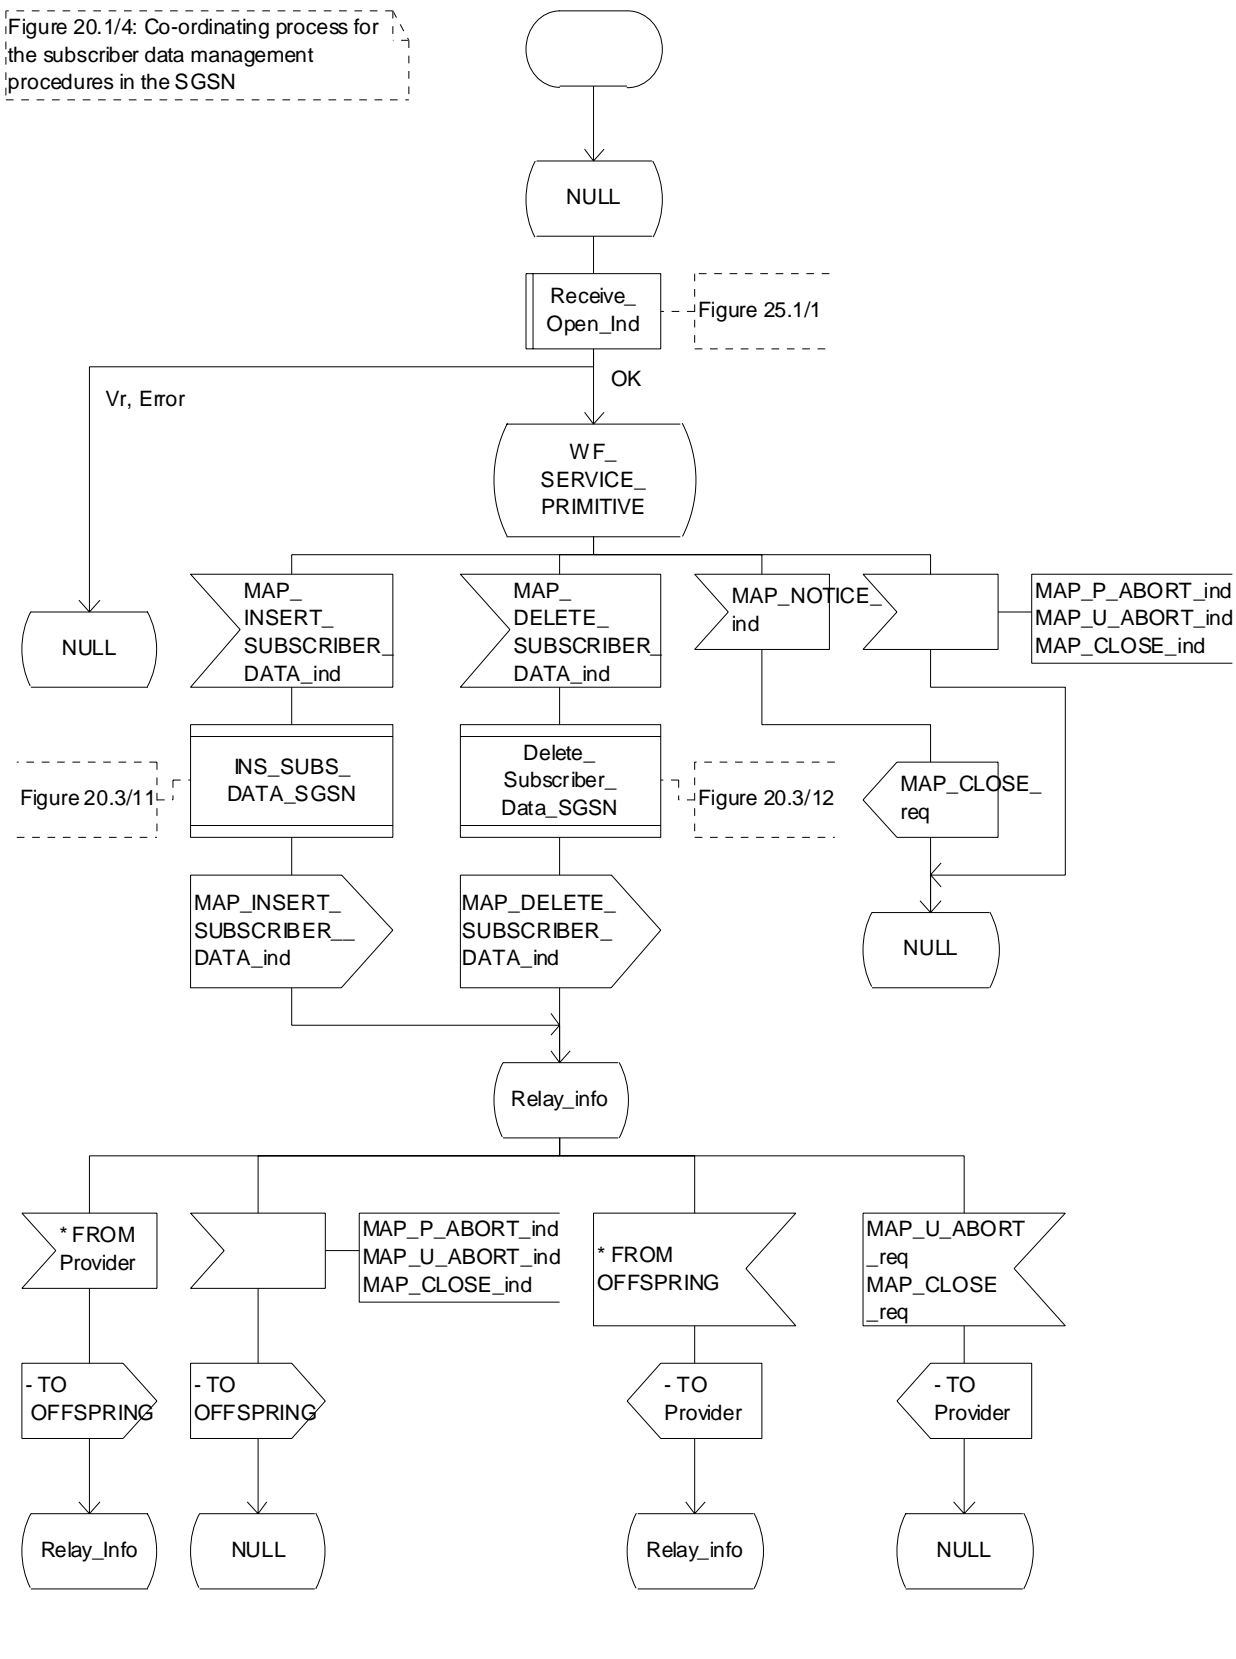 Figure 20.1/4: Co-ordinating process for
the subscriber data management
procedures in the SGSN
NULL
Receive_
Open_Ind
Figure 25.1/1
OK
Vr, Error
WF_
SERVICE_
PRIMITIVE
NULL
MAP_
INSERT_
SUBSCRIBER_
DATA_ind
MAP_
DELETE_
SUBSCRIBER_
DATA_ind
MAP_NOTICE_
ind
MAP_P_ABORT_ind
MAP_U_ABORT_ind
MAP_CLOSE_ind
Figure 20.3/11
INS_SUBS_
DATA_SGSN
Delete_
Subscriber_
Data_SGSN
Figure 20.3/12
MAP_CLOSE_
req
MAP_INSERT_
SUBSCRIBER__
DATA_ind
MAP_DELETE_
SUBSCRIBER_
DATA_ind
NULL
Relay_info
* FROM
Provider
MAP_P_ABORT_ind
MAP_U_ABORT_ind
MAP_CLOSE_ind
* FROM
OFFSPRING
MAP_U_ABORT
_req
MAP_CLOSE
_req
- TO
OFFSPRING
- TO
OFFSPRING
- TO
Provider
- TO
Provider
Relay_Info
NULL
Relay_info
NULL